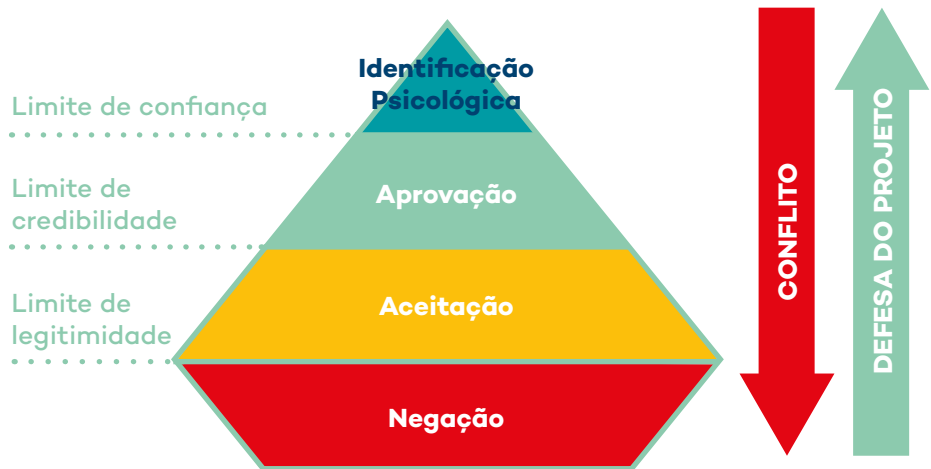 Identificação
Psicológica
Limite de confiança
Limite de
credibilidade
Aprovação
Limite de
legitimidade
Aceitação
Negação
CONFLITO
DEFESA DO PROJETO